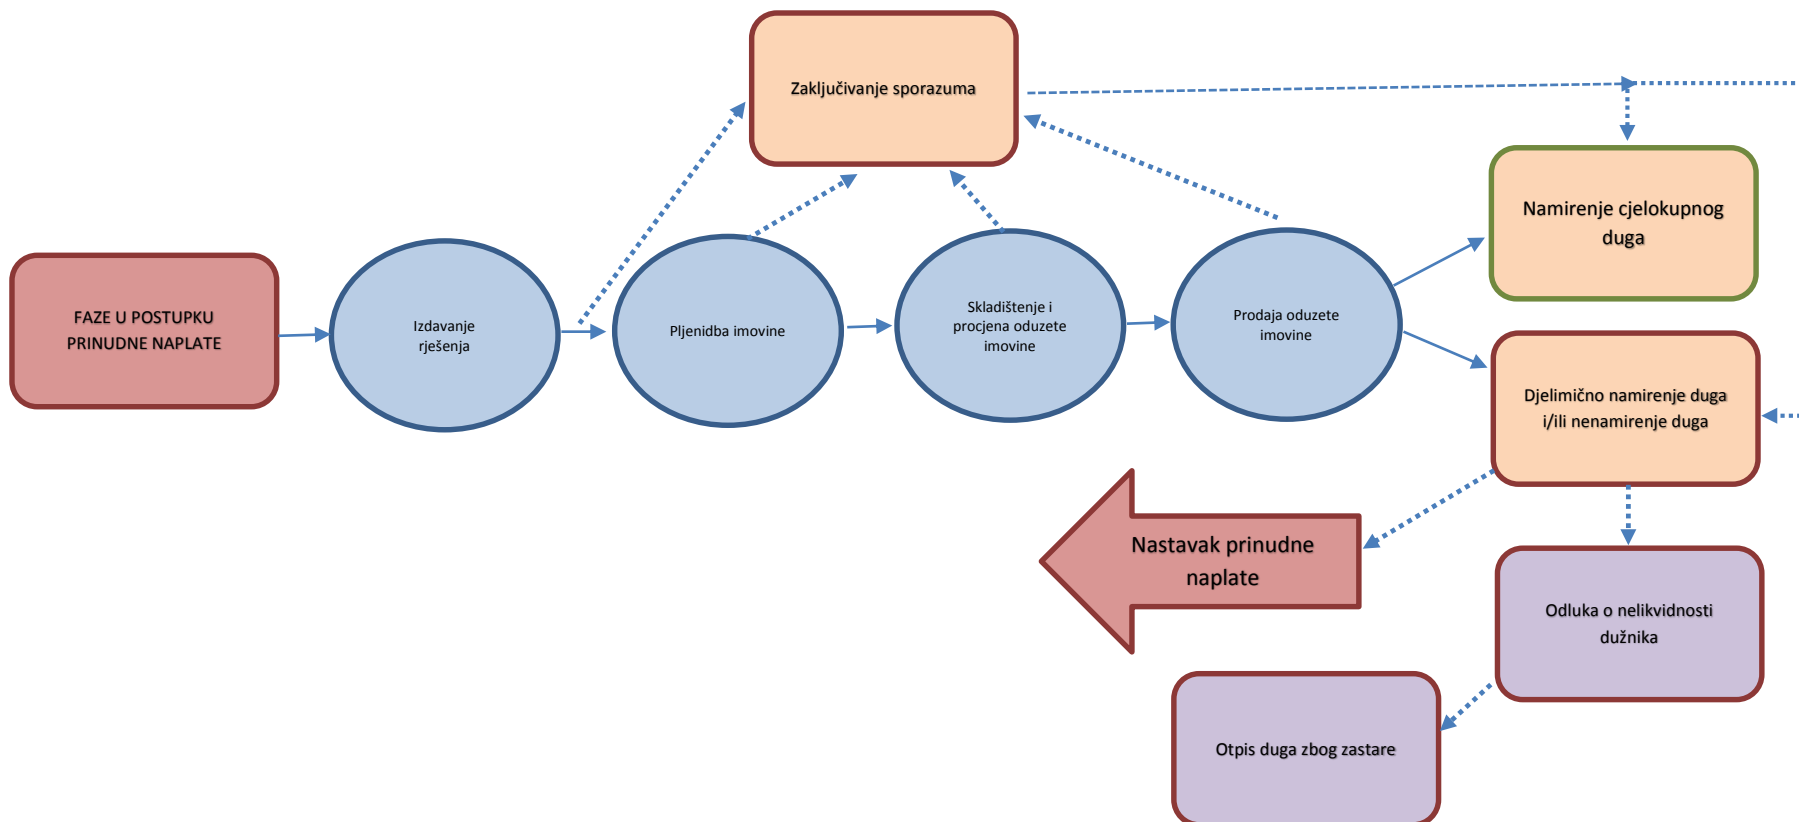 Zaključivanje sporazuma
Namirenje cjelokupnog
duga
FAZE U POSTUPKU
PRINUDNE NAPLATE
Izdavanje
rješenja
Pljenidba imovine
Skladištenje i
procjena oduzete
imovine
Prodaja oduzete
imovine
Djelimično namirenje duga
i/ili nenamirenje duga
Nastavak prinudne
naplate
Odluka o nelikvidnosti
dužnika
Otpis duga zbog zastare